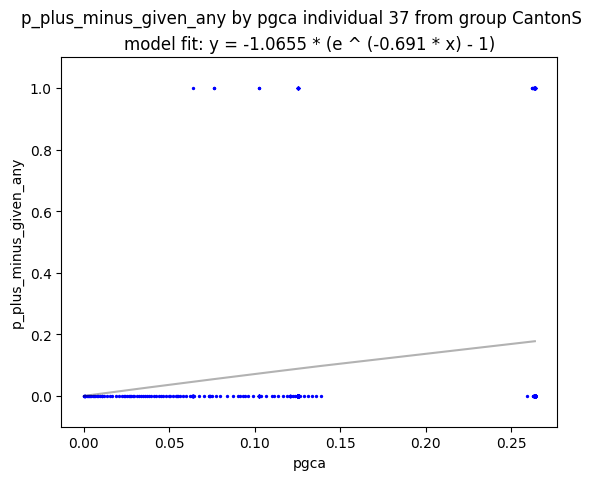 p_plus_minus_given_any by pgca individual 37 from group CantonS
model fit: y = -1.0655 * (e ^ (-0.691 * x) - 1)
1.0
0.8
0.6
0.4
0.2
0.0
p_plus_minus_given_any
0.00 0.05 0.10 0.15 0.20 0.25
pgca